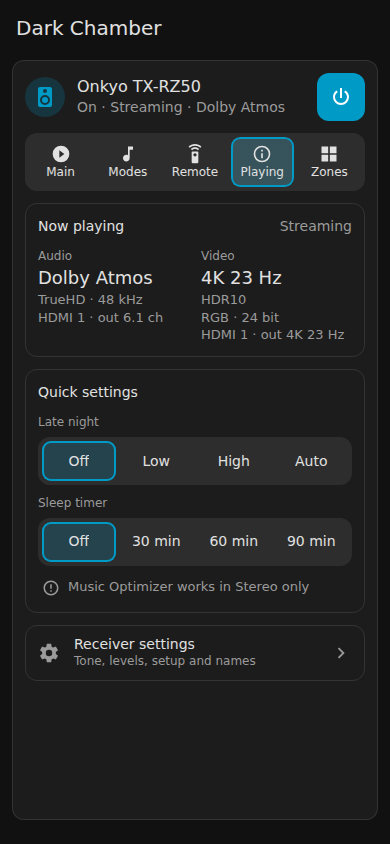 Dark Chamber
Onkyo TX-RZ50
On · Streaming · Dolby Atmos
Main
Modes
Remote
Playing
Zones
Now playing
Streaming
Audio
Dolby Atmos
TrueHD · 48 kHz
HDMI 1 · out 6.1 ch
Video
4K 23 Hz
HDR10
RGB · 24 bit
HDMI 1 · out 4K 23 Hz
Quick settings
Late night
Off
Low
High
Auto
Sleep timer
Off
30 min
60 min
90 min
Music Optimizer works in Stereo only
Receiver settings
Tone, levels, setup and names